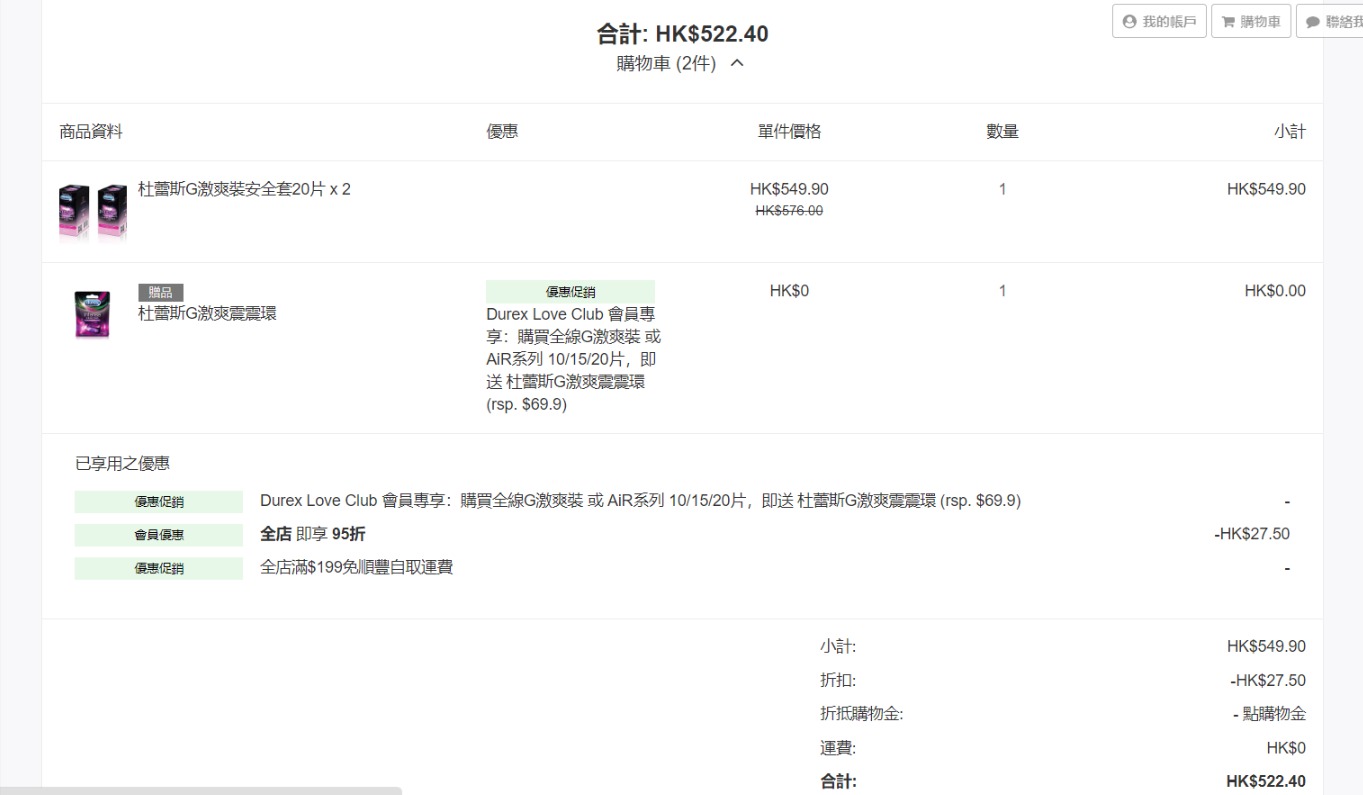 合計: HK$522.40
我的帳戶
購物車
聯絡我
購物車 (2件)
商品資料 優惠 單件價格 數量 小計
杜蕾斯G激爽裝安全套20片 x 2 HK$549.90 1 HK$549.90
HK$576.00
贈品
杜蕾斯G激爽震震環
優惠促銷
Durex Love Club 會員專
享：購買全線G激爽裝 或
AiR系列 10/15/20片，即
送 杜蕾斯G激爽震震環
(rsp. $69.9)
HK$0 1 HK$0.00
已享用之優惠
優惠促銷 Durex Love Club 會員專享：購買全線G激爽裝 或 AiR系列 10/15/20片，即送 杜蕾斯G激爽震震環 (rsp. $69.9) -
會員優惠 全店 即享 95折 -HK$27.50
優惠促銷 全店滿$199免順豐自取運費 -
小計: HK$549.90
折扣: -HK$27.50
折抵購物金: - 點購物金
運費: HK$0
合計: HK$522.40